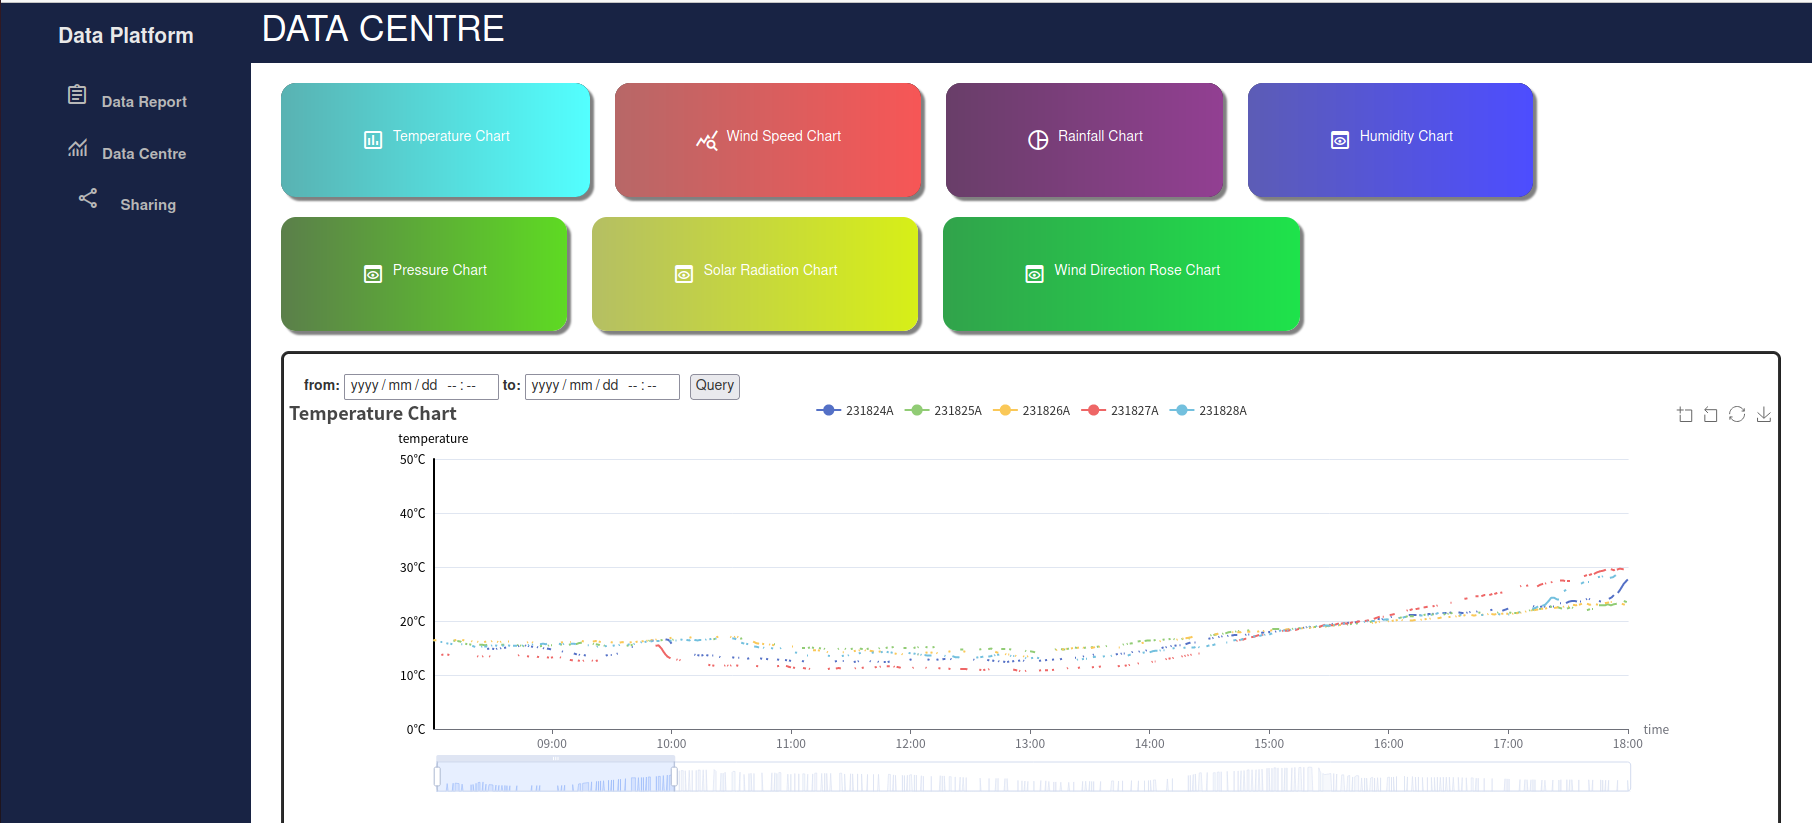 Data Platform
DATA CENTRE
Data Report
Data Centre
Sharing
Temperature Chart
Wind Speed Chart
Rainfall Chart
Humidity Chart
Pressure Chart
Solar Radiation Chart
Wind Direction Rose Chart
from: yyyy/mm/dd --:-- to: yyyy/mm/dd --:-- Query
Temperature Chart
231824A 231825A 231826A 231827A 231828A
temperature
50°C
40°C
30°C
20°C
10°C
0°C
time
09:00 10:00 11:00 12:00 13:00 14:00 15:00 16:00 17:00 18:00